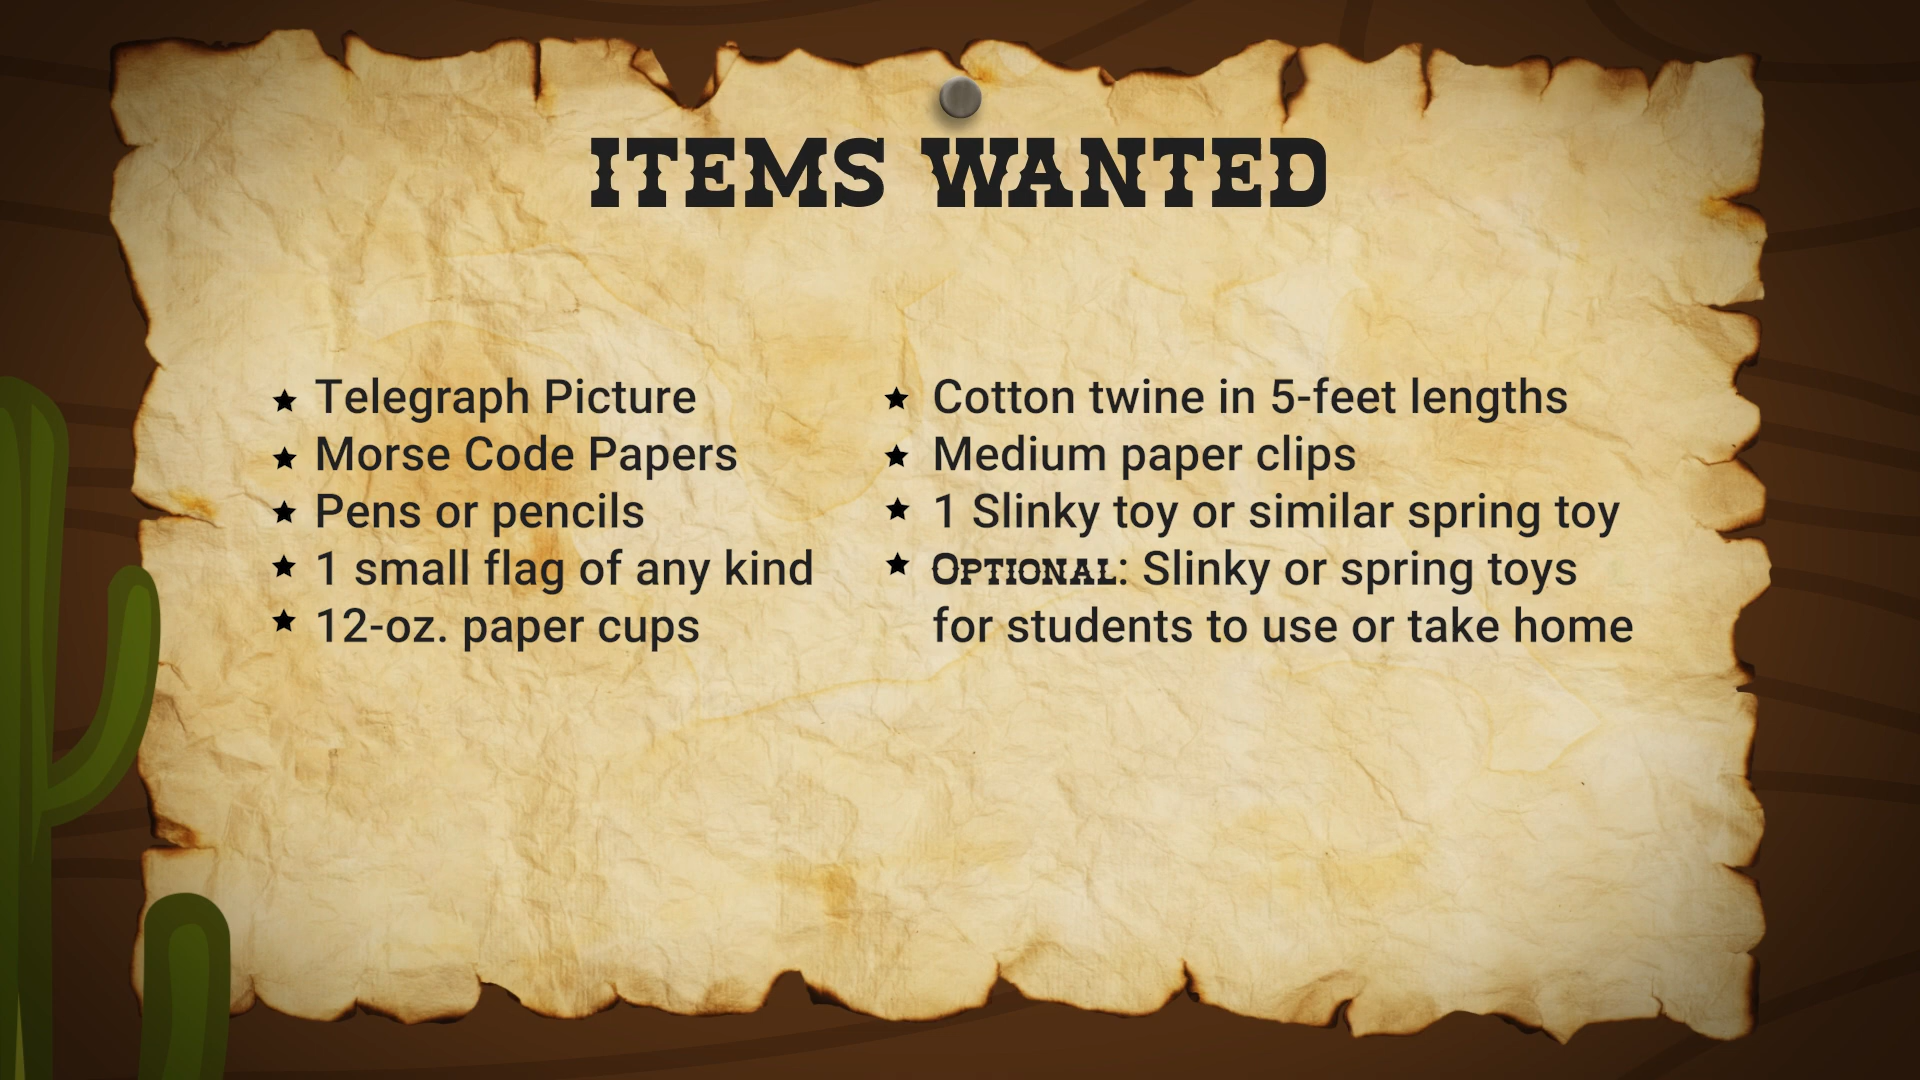 ITEMS WANTED
Telegraph Picture
Morse Code Papers
Pens or pencils
1 small flag of any kind
12-oz. paper cups
Cotton twine in 5-feet lengths
Medium paper clips
1 Slinky toy or similar spring toy
OPTIONAL: Slinky or spring toys
for students to use or take home